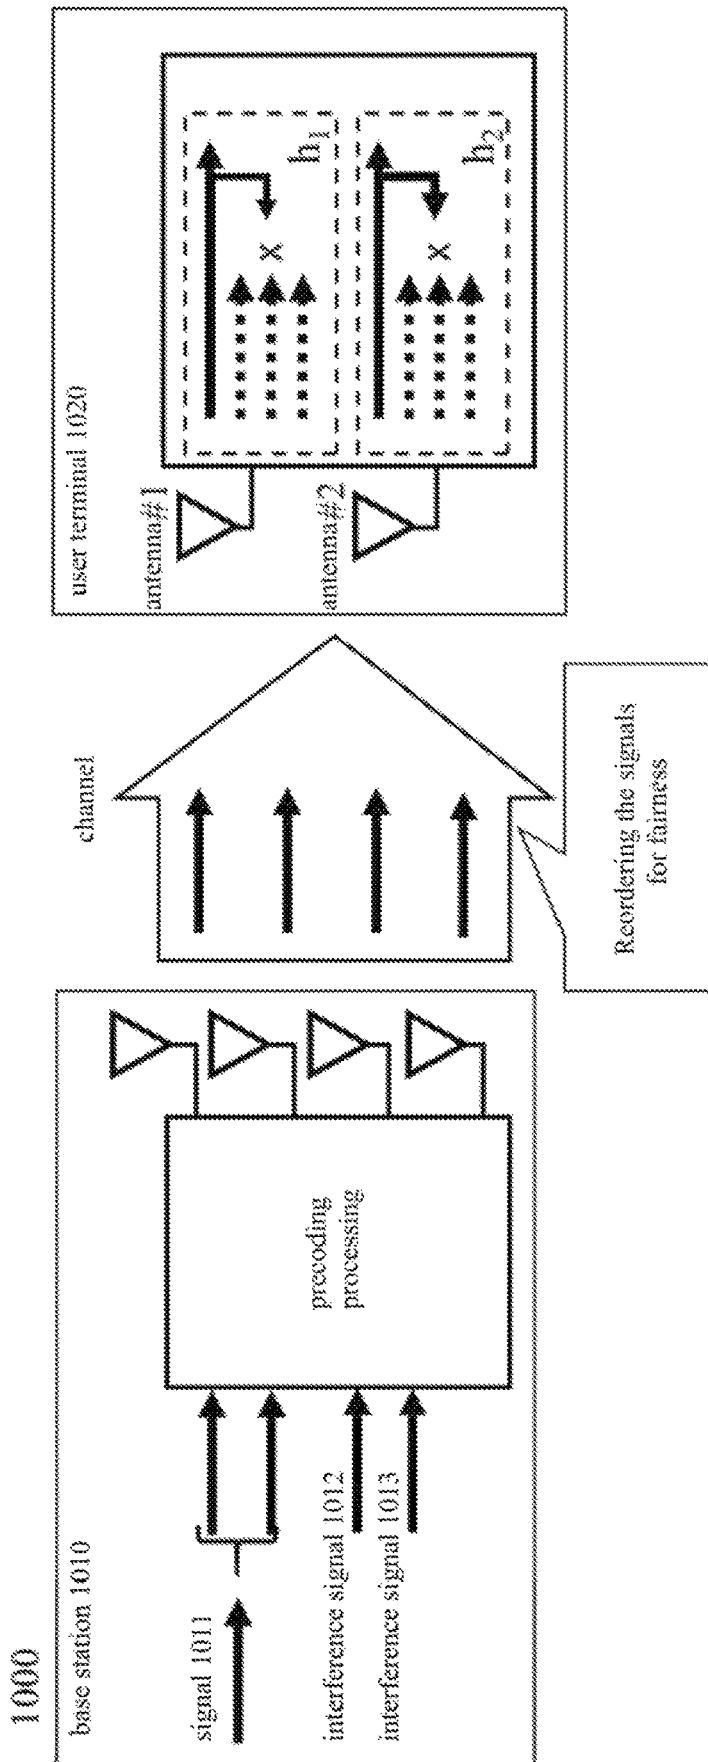 1000
base station 1010
signal 1011
interference signal 1012
interference signal 1013
precoding
processing
channel
Reordering the signals
for fairness
user terminal 1020
antenna#1
antenna#2
x
h1
x
h2